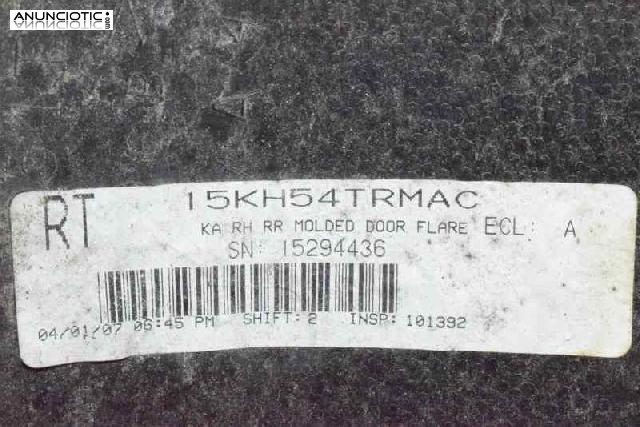 ANUNCIOTIC.com
RT 15KH54TRMAC
KA RH RR MOLDED DOOR FLARE ECL: A
SN: 15294436
04/01/07 06:45 PM SHIFT: 2 INSP: 101392